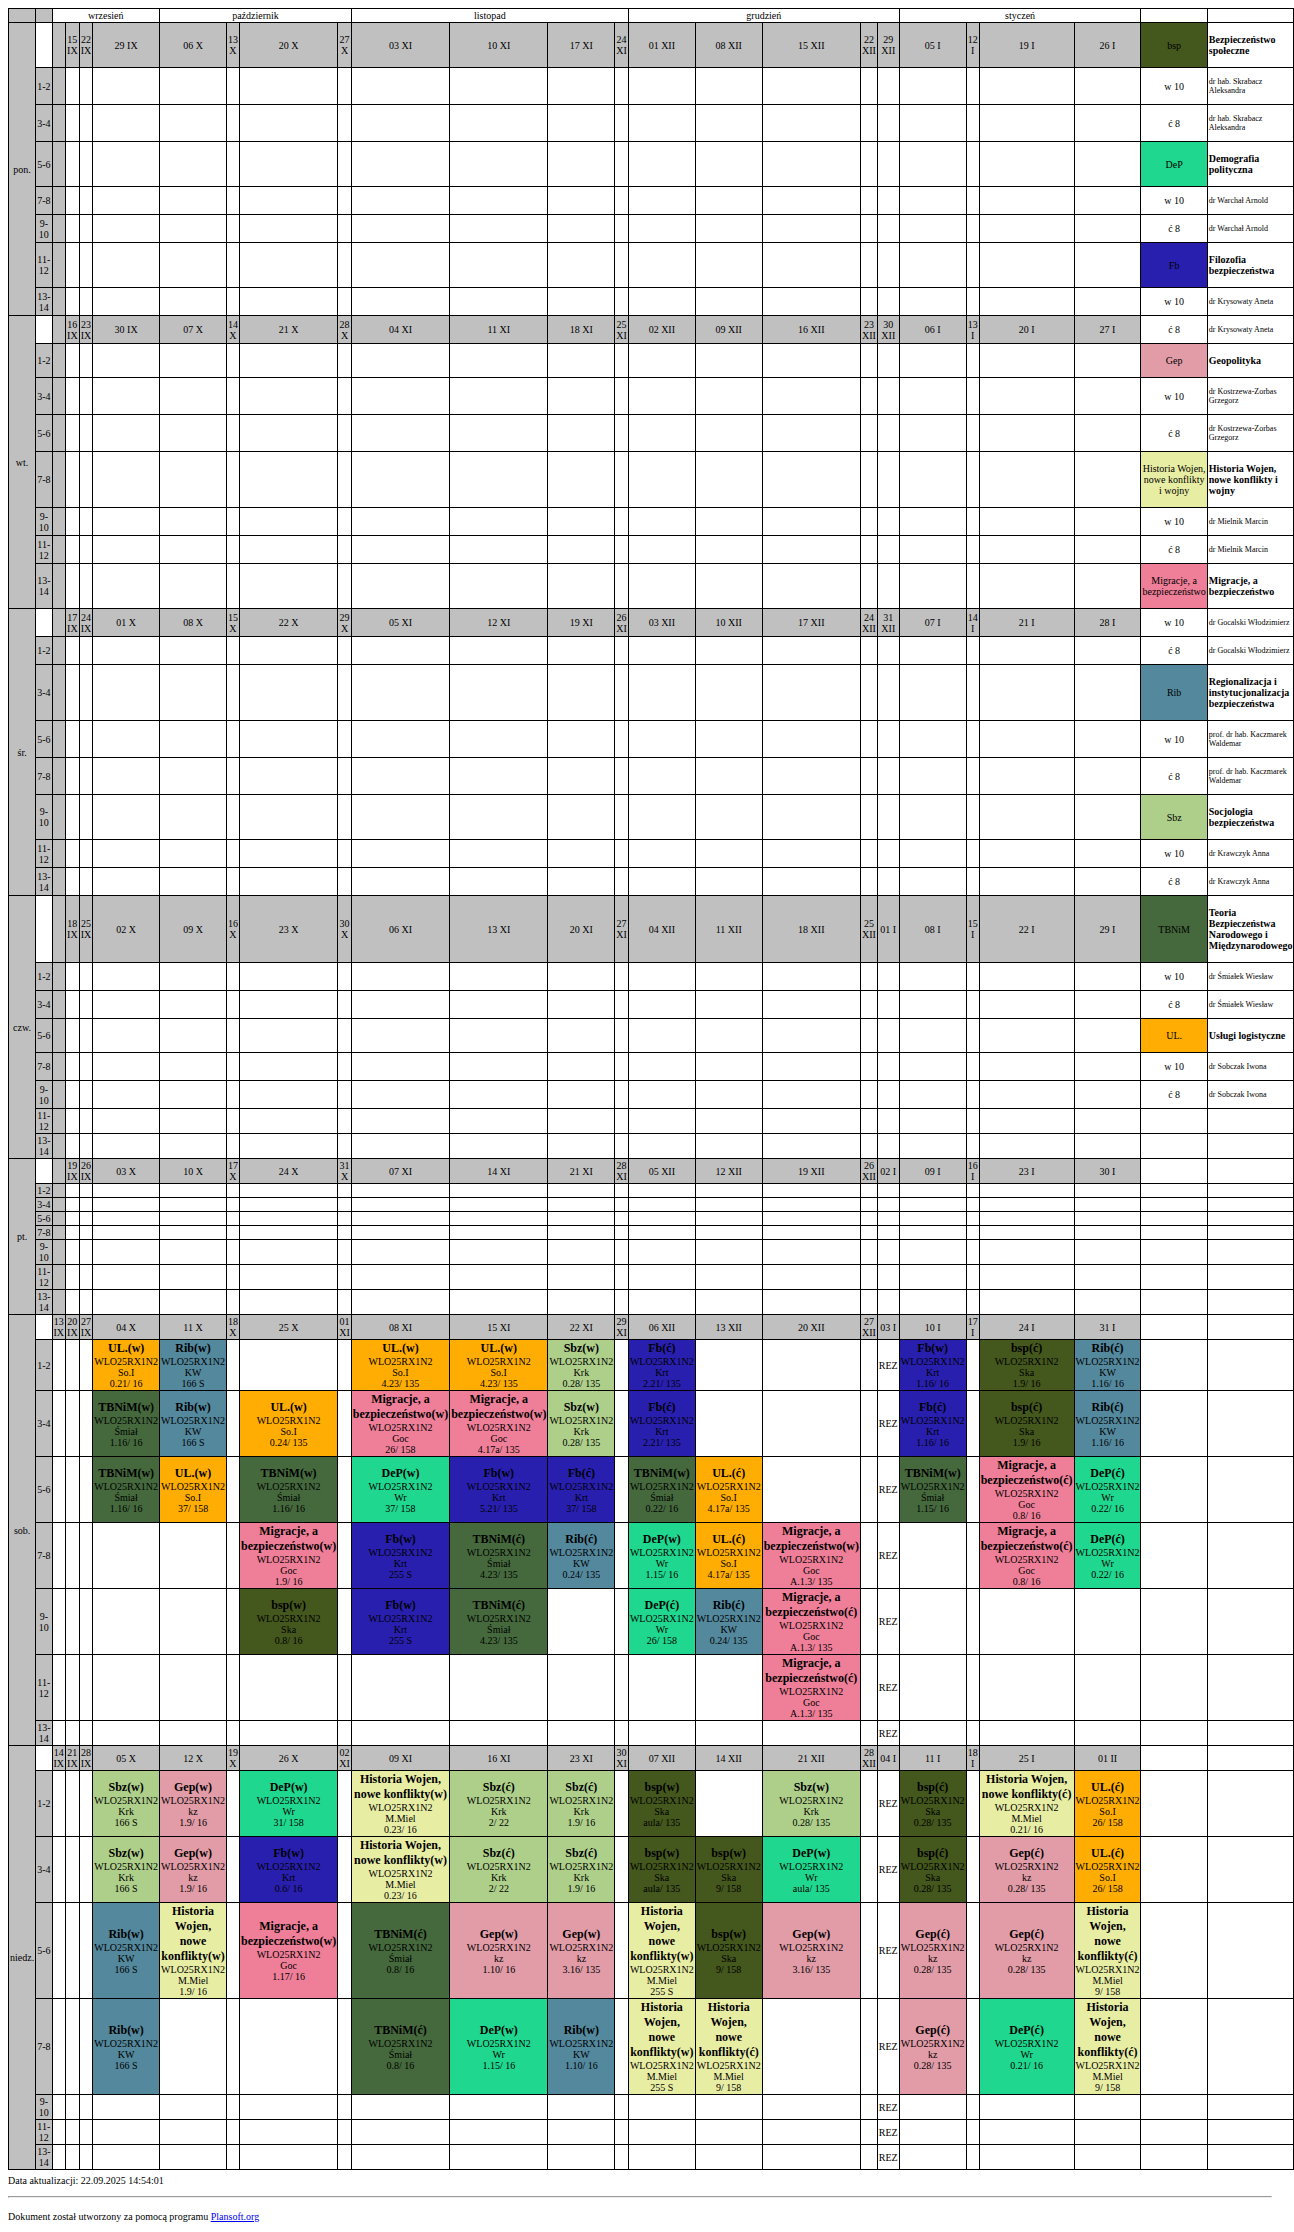 wrzesień październik listopad grudzień styczeń
pon. 15 IX 22 IX 29 IX 06 X 13 X 20 X 27 X 03 XI 10 XI 17 XI 24 XI 01 XII 08 XII 15 XII 22 XII 29 XII 05 I 12 I 19 I 26 I bsp Bezpieczeństwo społeczne
1-2 w 10 dr hab. Skrabacz Aleksandra
3-4 ć 8 dr hab. Skrabacz Aleksandra
5-6 DeP Demografia polityczna
7-8 w 10 dr Warchał Arnold
9-10 ć 8 dr Warchał Arnold
11-12 Fb Filozofia bezpieczeństwa
13-14 w 10 dr Krysowaty Aneta
wt. 16 IX 23 IX 30 IX 07 X 14 X 21 X 28 X 04 XI 11 XI 18 XI 25 XI 02 XII 09 XII 16 XII 23 XII 30 XII 06 I 13 I 20 I 27 I ć 8 dr Krysowaty Aneta
1-2 Gep Geopolityka
3-4 w 10 dr Kostrzewa-Zorbas Grzegorz
5-6 ć 8 dr Kostrzewa-Zorbas Grzegorz
7-8 Historia Wojen, nowe konflikty i wojny Historia Wojen, nowe konflikty i wojny
9-10 w 10 dr Mielnik Marcin
11-12 ć 8 dr Mielnik Marcin
13-14 Migracje, a bezpieczeństwo Migracje, a bezpieczeństwo
śr. 17 IX 24 IX 01 X 08 X 15 X 22 X 29 X 05 XI 12 XI 19 XI 26 XI 03 XII 10 XII 17 XII 24 XII 31 XII 07 I 14 I 21 I 28 I w 10 dr Gocalski Włodzimierz
1-2 ć 8 dr Gocalski Włodzimierz
3-4 Rib Regionalizacja i instytucjonalizacja bezpieczeństwa
5-6 w 10 prof. dr hab. Kaczmarek Waldemar
7-8 ć 8 prof. dr hab. Kaczmarek Waldemar
9-10 Sbz Socjologia bezpieczeństwa
11-12 w 10 dr Krawczyk Anna
13-14 ć 8 dr Krawczyk Anna
czw. 18 IX 25 IX 02 X 09 X 16 X 23 X 30 X 06 XI 13 XI 20 XI 27 XI 04 XII 11 XII 18 XII 25 XII 01 I 08 I 15 I 22 I 29 I TBNiM Teoria Bezpieczeństwa Narodowego i Międzynarodowego
1-2 w 10 dr Śmiałek Wiesław
3-4 ć 8 dr Śmiałek Wiesław
5-6 UL. Usługi logistyczne
7-8 w 10 dr Sobczak Iwona
9-10 ć 8 dr Sobczak Iwona
11-12
13-14
pt. 19 IX 26 IX 03 X 10 X 17 X 24 X 31 X 07 XI 14 XI 21 XI 28 XI 05 XII 12 XII 19 XII 26 XII 02 I 09 I 16 I 23 I 30 I
1-2
3-4
5-6
7-8
9-10
11-12
13-14
sob. 13 IX 20 IX 27 IX 04 X 11 X 18 X 25 X 01 XI 08 XI 15 XI 22 XI 29 XI 06 XII 13 XII 20 XII 27 XII 03 I 10 I 17 I 24 I 31 I
1-2 UL.(w) WLO25RX1N2 So.I 0.21/ 16 Rib(w) WLO25RX1N2 KW 166 S UL.(w) WLO25RX1N2 So.I 4.23/ 135 UL.(w) WLO25RX1N2 So.I 4.23/ 135 Sbz(w) WLO25RX1N2 Krk 0.28/ 135 Fb(ć) WLO25RX1N2 Krt 2.21/ 135 REZ Fb(w) WLO25RX1N2 Krt 1.16/ 16 bsp(ć) WLO25RX1N2 Ska 1.9/ 16 Rib(ć) WLO25RX1N2 KW 1.16/ 16
3-4 TBNiM(w) WLO25RX1N2 Śmiał 1.16/ 16 Rib(w) WLO25RX1N2 KW 166 S UL.(w) WLO25RX1N2 So.I 0.24/ 135 Migracje, a bezpieczeństwo(w) WLO25RX1N2 Goc 26/ 158 Migracje, a bezpieczeństwo(w) WLO25RX1N2 Goc 4.17a/ 135 Sbz(w) WLO25RX1N2 Krk 0.28/ 135 Fb(ć) WLO25RX1N2 Krt 2.21/ 135 REZ Fb(ć) WLO25RX1N2 Krt 1.16/ 16 bsp(ć) WLO25RX1N2 Ska 1.9/ 16 Rib(ć) WLO25RX1N2 KW 1.16/ 16
5-6 TBNiM(w) WLO25RX1N2 Śmiał 1.16/ 16 UL.(w) WLO25RX1N2 So.I 37/ 158 TBNiM(w) WLO25RX1N2 Śmiał 1.16/ 16 DeP(w) WLO25RX1N2 Wr 37/ 158 Fb(w) WLO25RX1N2 Krt 5.21/ 135 Fb(ć) WLO25RX1N2 Krt 37/ 158 TBNiM(w) WLO25RX1N2 Śmiał 0.22/ 16 UL.(ć) WLO25RX1N2 So.I 4.17a/ 135 REZ TBNiM(w) WLO25RX1N2 Śmiał 1.15/ 16 Migracje, a bezpieczeństwo(ć) WLO25RX1N2 Goc 0.8/ 16 DeP(ć) WLO25RX1N2 Wr 0.22/ 16
7-8 Migracje, a bezpieczeństwo(w) WLO25RX1N2 Goc 1.9/ 16 Fb(w) WLO25RX1N2 Krt 255 S TBNiM(ć) WLO25RX1N2 Śmiał 4.23/ 135 Rib(ć) WLO25RX1N2 KW 0.24/ 135 DeP(w) WLO25RX1N2 Wr 1.15/ 16 UL.(ć) WLO25RX1N2 So.I 4.17a/ 135 Migracje, a bezpieczeństwo(w) WLO25RX1N2 Goc A.1.3/ 135 REZ Migracje, a bezpieczeństwo(ć) WLO25RX1N2 Goc 0.8/ 16 DeP(ć) WLO25RX1N2 Wr 0.22/ 16
9-10 bsp(w) WLO25RX1N2 Ska 0.8/ 16 Fb(w) WLO25RX1N2 Krt 255 S TBNiM(ć) WLO25RX1N2 Śmiał 4.23/ 135 DeP(ć) WLO25RX1N2 Wr 26/ 158 Rib(ć) WLO25RX1N2 KW 0.24/ 135 Migracje, a bezpieczeństwo(ć) WLO25RX1N2 Goc A.1.3/ 135 REZ
11-12 Migracje, a bezpieczeństwo(ć) WLO25RX1N2 Goc A.1.3/ 135 REZ
13-14 REZ
niedz. 14 IX 21 IX 28 IX 05 X 12 X 19 X 26 X 02 XI 09 XI 16 XI 23 XI 30 XI 07 XII 14 XII 21 XII 28 XII 04 I 11 I 18 I 25 I 01 II
1-2 Sbz(w) WLO25RX1N2 Krk 166 S Gep(w) WLO25RX1N2 kz 1.9/ 16 DeP(w) WLO25RX1N2 Wr 31/ 158 Historia Wojen, nowe konflikty(w) WLO25RX1N2 M.Miel 0.23/ 16 Sbz(ć) WLO25RX1N2 Krk 2/ 22 Sbz(ć) WLO25RX1N2 Krk 1.9/ 16 bsp(w) WLO25RX1N2 Ska aula/ 135 Sbz(w) WLO25RX1N2 Krk 0.28/ 135 REZ bsp(ć) WLO25RX1N2 Ska 0.28/ 135 Historia Wojen, nowe konflikty(ć) WLO25RX1N2 M.Miel 0.21/ 16 UL.(ć) WLO25RX1N2 So.I 26/ 158
3-4 Sbz(w) WLO25RX1N2 Krk 166 S Gep(w) WLO25RX1N2 kz 1.9/ 16 Fb(w) WLO25RX1N2 Krt 0.6/ 16 Historia Wojen, nowe konflikty(w) WLO25RX1N2 M.Miel 0.23/ 16 Sbz(ć) WLO25RX1N2 Krk 2/ 22 Sbz(ć) WLO25RX1N2 Krk 1.9/ 16 bsp(w) WLO25RX1N2 Ska aula/ 135 bsp(w) WLO25RX1N2 Ska 9/ 158 DeP(w) WLO25RX1N2 Wr aula/ 135 REZ bsp(ć) WLO25RX1N2 Ska 0.28/ 135 Gep(ć) WLO25RX1N2 kz 0.28/ 135 UL.(ć) WLO25RX1N2 So.I 26/ 158
5-6 Rib(w) WLO25RX1N2 KW 166 S Historia Wojen, nowe konflikty(w) WLO25RX1N2 M.Miel 1.9/ 16 Migracje, a bezpieczeństwo(w) WLO25RX1N2 Goc 1.17/ 16 TBNiM(ć) WLO25RX1N2 Śmiał 0.8/ 16 Gep(w) WLO25RX1N2 kz 1.10/ 16 Gep(w) WLO25RX1N2 kz 3.16/ 135 Historia Wojen, nowe konflikty(w) WLO25RX1N2 M.Miel 255 S bsp(w) WLO25RX1N2 Ska 9/ 158 Gep(w) WLO25RX1N2 kz 3.16/ 135 REZ Gep(ć) WLO25RX1N2 kz 0.28/ 135 Gep(ć) WLO25RX1N2 kz 0.28/ 135 Historia Wojen, nowe konflikty(ć) WLO25RX1N2 M.Miel 9/ 158
7-8 Rib(w) WLO25RX1N2 KW 166 S TBNiM(ć) WLO25RX1N2 Śmiał 0.8/ 16 DeP(w) WLO25RX1N2 Wr 1.15/ 16 Rib(w) WLO25RX1N2 KW 1.10/ 16 Historia Wojen, nowe konflikty(w) WLO25RX1N2 M.Miel 255 S Historia Wojen, nowe konflikty(ć) WLO25RX1N2 M.Miel 9/ 158 REZ Gep(ć) WLO25RX1N2 kz 0.28/ 135 DeP(ć) WLO25RX1N2 Wr 0.21/ 16 Historia Wojen, nowe konflikty(ć) WLO25RX1N2 M.Miel 9/ 158
9-10 REZ
11-12 REZ
13-14 REZ
Data aktualizacji: 22.09.2025 14:54:01
Dokument został utworzony za pomocą programu Plansoft.org